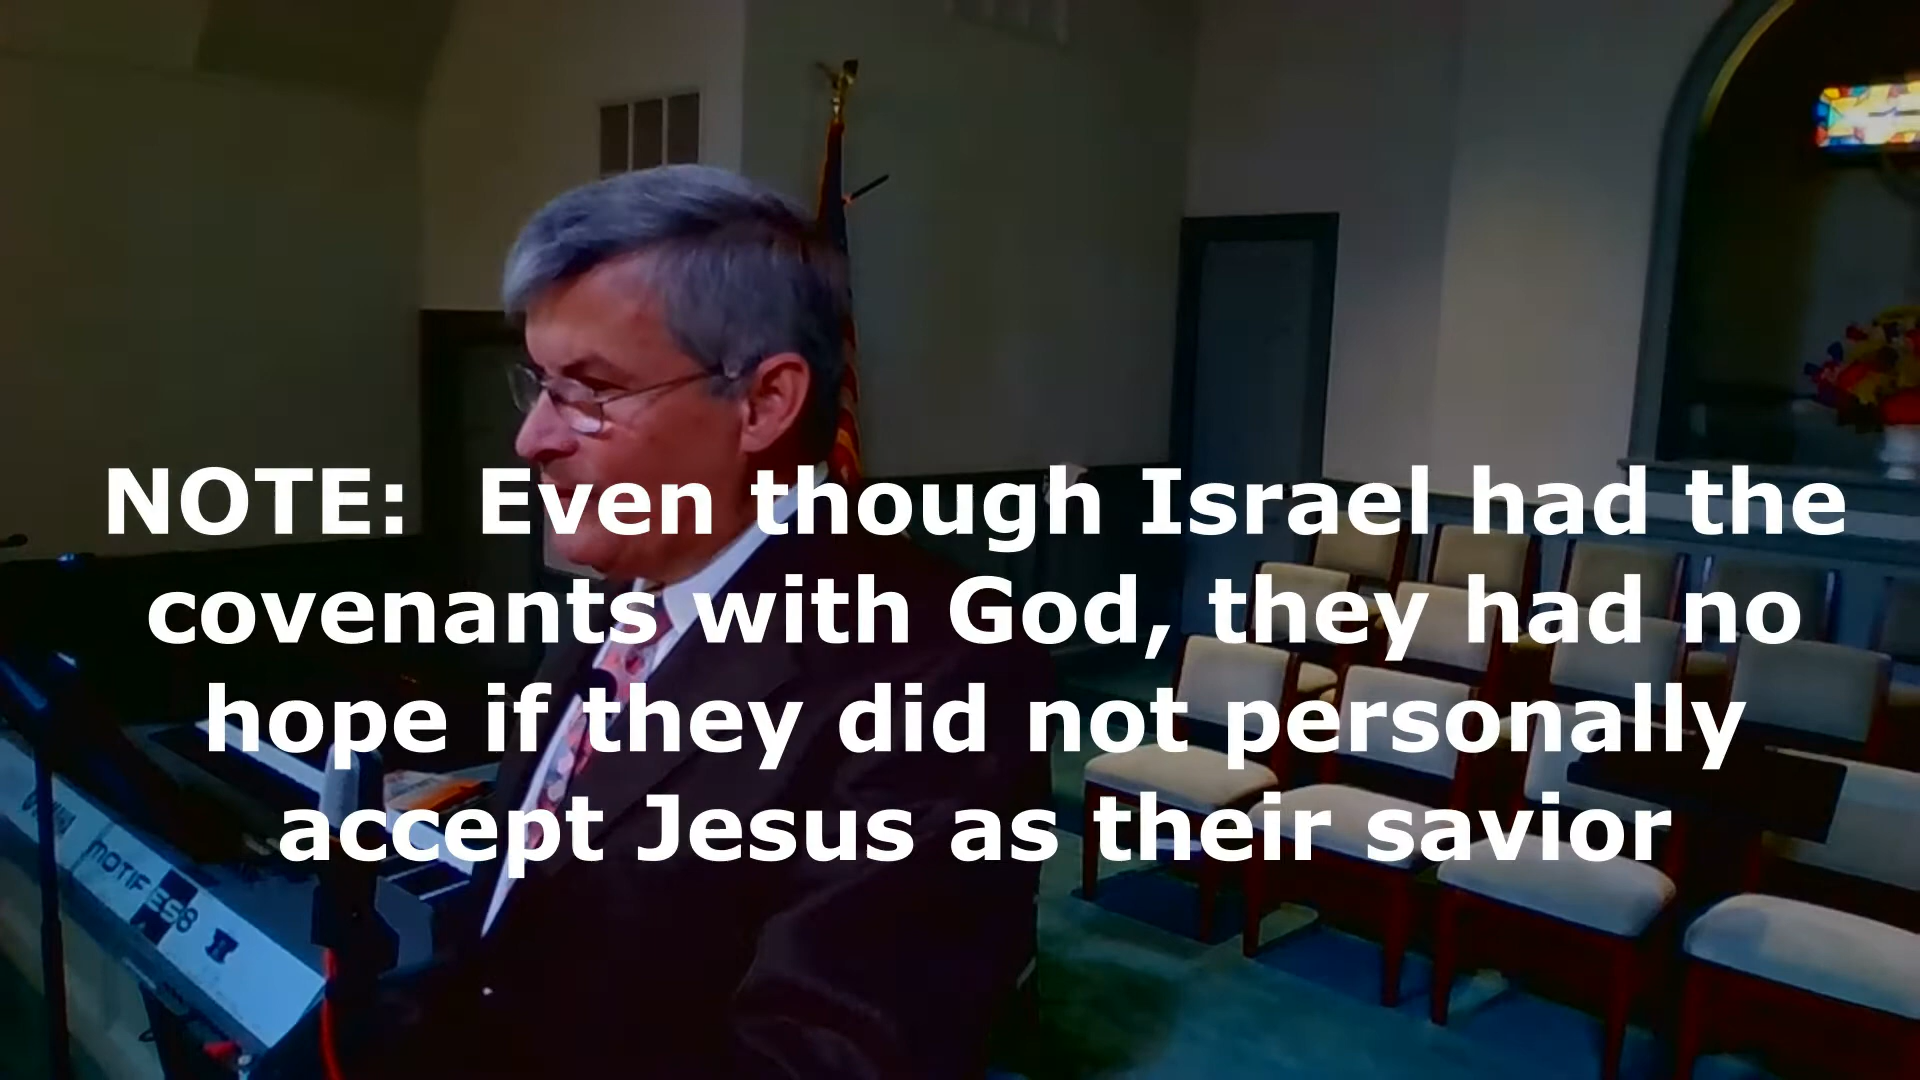 NOTE:  Even though Israel had the
covenants with God, they had no
hope if they did not personally
accept Jesus as their savior
MOTIF ES8